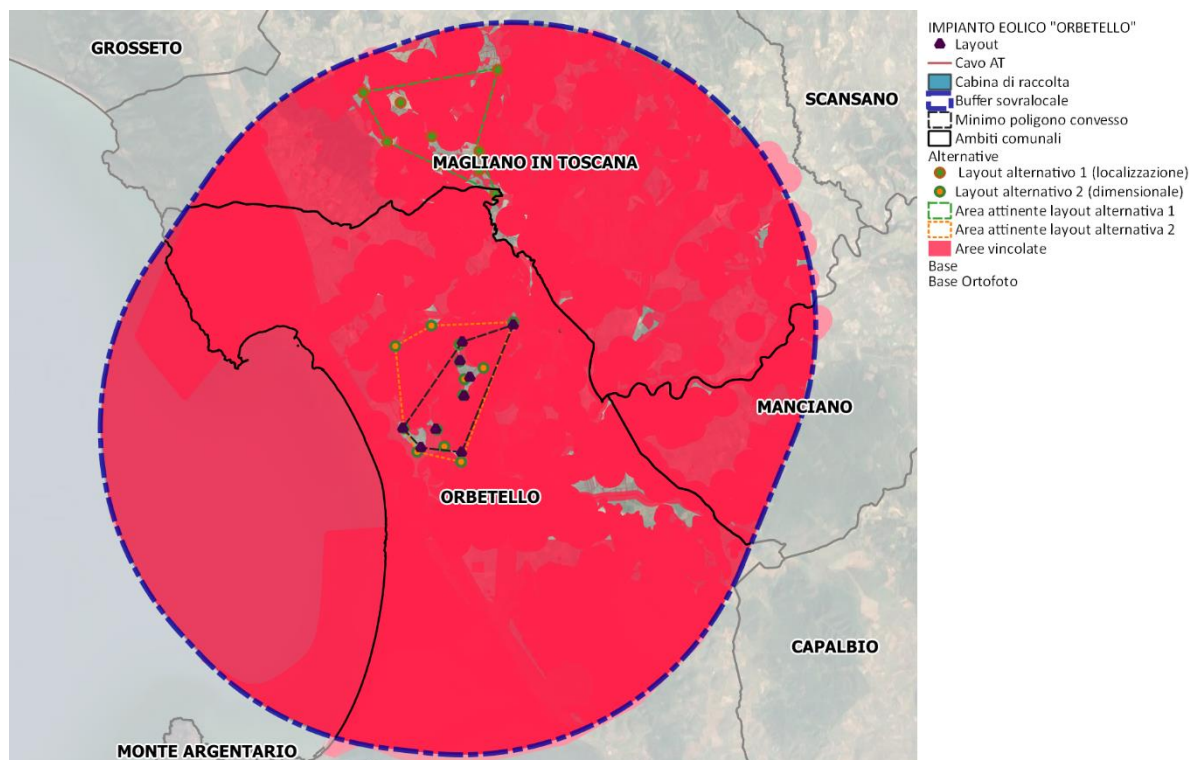 GROSSETO
SCANSANO
MAGLIANO IN TOSCANA
MANCIANO
ORBETELLO
CAPALBIO
MONTE ARGENTARIO
IMPIANTO EOLICO "ORBETELLO"
Layout
Cavo AT
Cabina di raccolta
Buffer sovralocale
Minimo poligono convesso
Ambiti comunali
Alternative
Layout alternativo 1 (localizzazione)
Layout alternativo 2 (dimensionale)
Area attinente layout alternativa 1
Area attinente layout alternativa 2
Aree vincolate
Base
Base Ortofoto